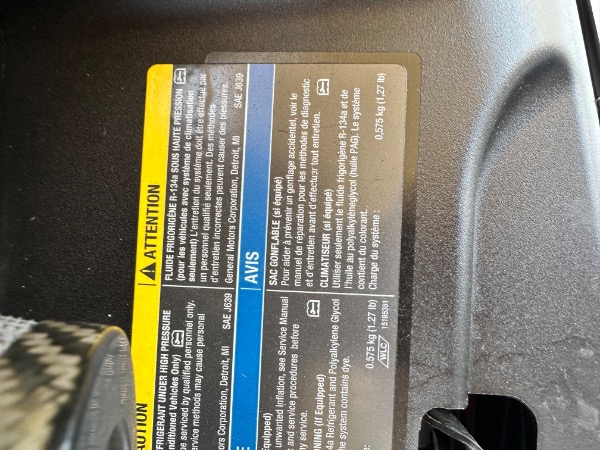 AUTION
FRIGERANT UNDER HIGH PRESSURE
nditioned Vehicles Only)
e serviced by qualified personnel only.
ervice methods may cause personal
SAE J639
otors Corporation, Detroit, MI
E
quipped)
unwanted inflation, see Service Manual
c and service procedures before
NING (If Equipped)
4a Refrigerant and Polyalkylene Glycol
he system contains dye.
0,575 kg (1,27 lb)
WLC
15195351
ATTENTION
FLUIDE FRIGORIGÈNE R-134a SOUS HAUTE PRESSION
(pour les véhicules avec système de climatisation
seulement) L'entretien du système doit être effectué par
un personnel qualifié seulement. Des méthodes
d'entretien incorrectes peuvent causer des blessures.
SAE J639
General Motors Corporation, Detroit, MI
AVIS
SAC GONFLABLE (si équipé)
Pour aider à prévenir un gonflage accidentel, voir le
manuel de réparation pour les méthodes de diagnostic
et d'entretien avant d'effectuer tout entretien.
CLIMATISEUR (si équipé)
Utiliser seulement le fluide frigorigène R-134a et de
l'huile au polyalkylèneglycol (huile PAG). Le système
contient du colorant.
Charge du système :
0,575 kg (1,27 lb)